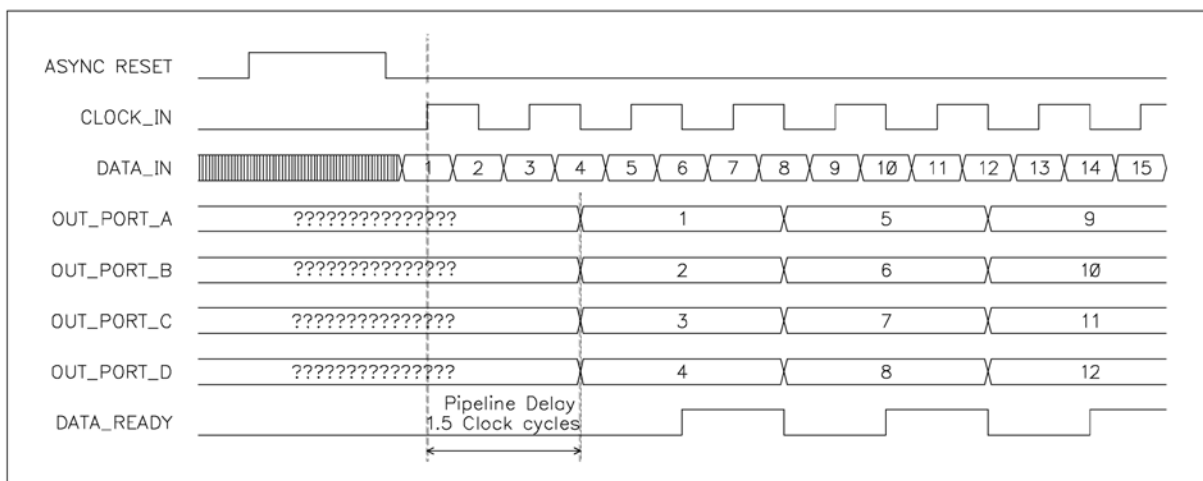 ASYNC RESET
CLOCK_IN
DATA_IN 1 2 3 4 5 6 7 8 9 10 11 12 13 14 15
OUT_PORT_A ??????????????? 1 5 9
OUT_PORT_B ??????????????? 2 6 10
OUT_PORT_C ??????????????? 3 7 11
OUT_PORT_D ??????????????? 4 8 12
Pipeline Delay
DATA_READY 1.5 Clock cycles